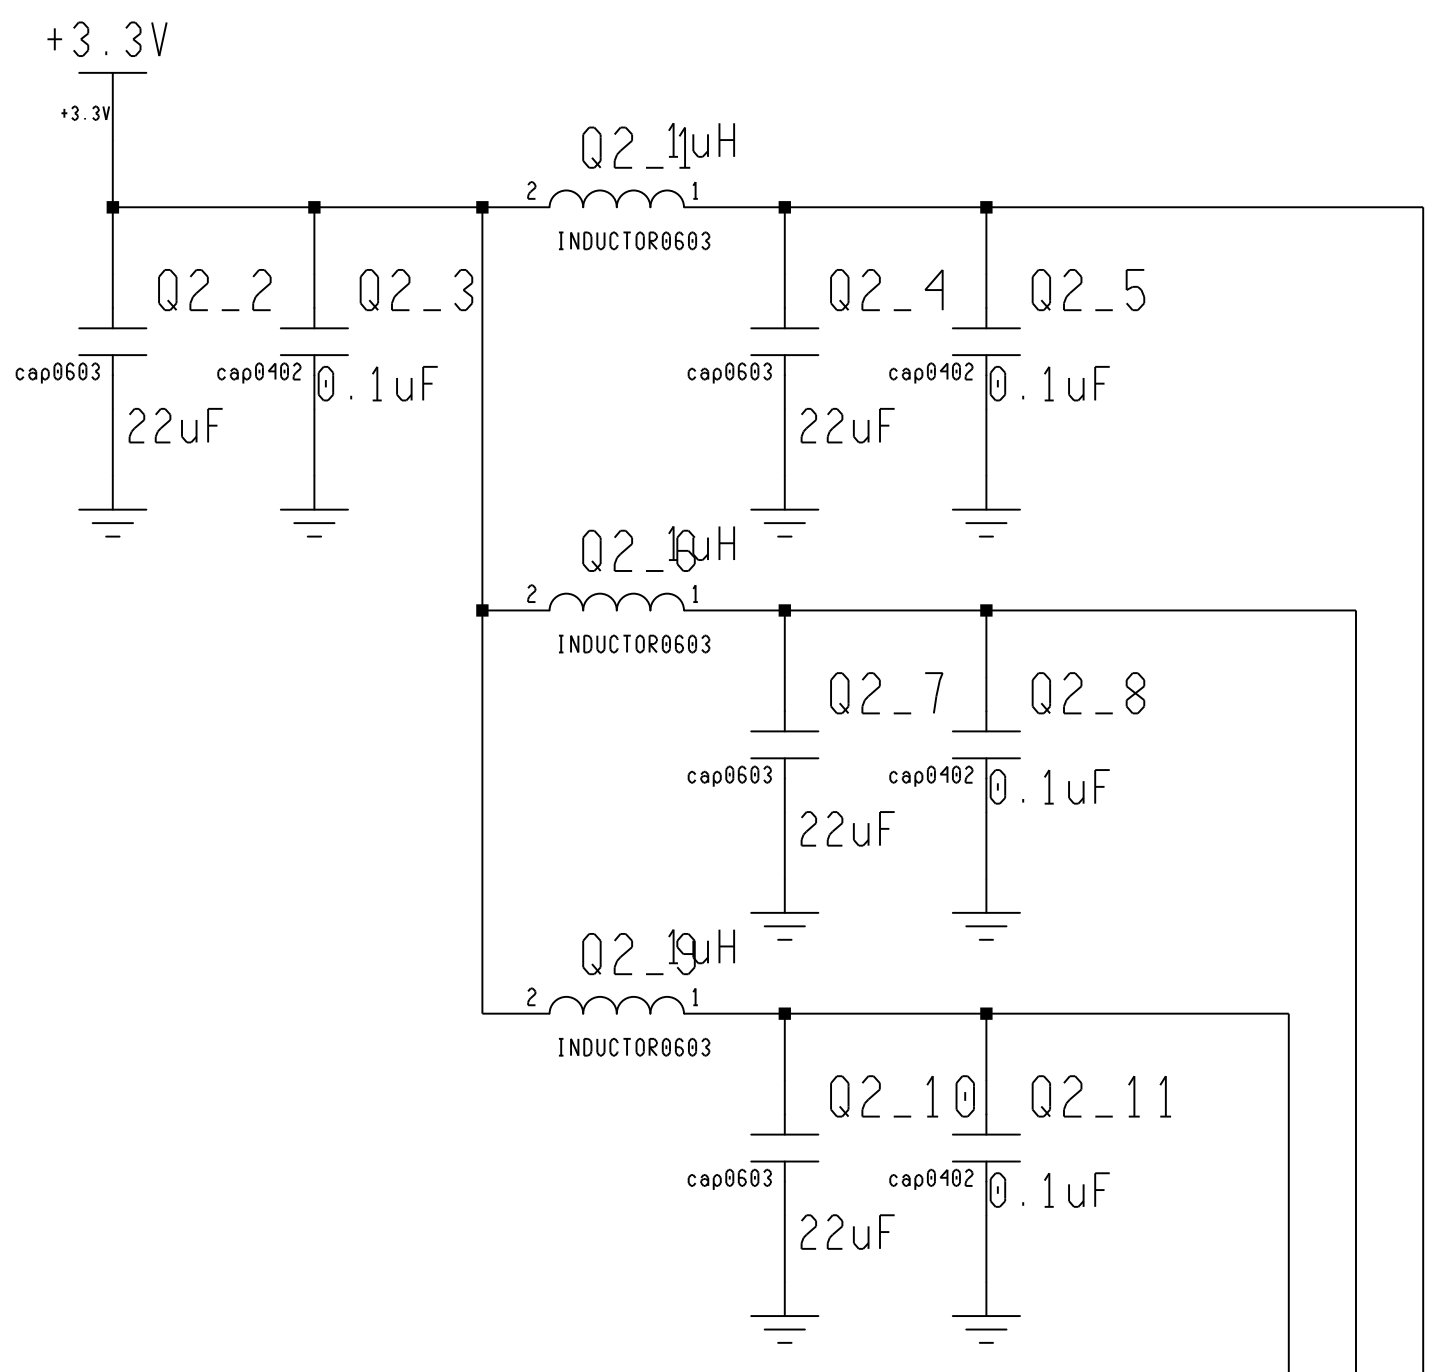 +3.3V
+3.3V
Q2_1
1uH
2
1
INDUCTOR0603
Q2_2
Q2_3
Q2_4
Q2_5
cap0603
cap0402
0.1uF
cap0603
cap0402
0.1uF
22uF
22uF
Q2_6
1uH
2
1
INDUCTOR0603
Q2_7
Q2_8
cap0603
cap0402
0.1uF
22uF
Q2_9
1uH
2
1
INDUCTOR0603
Q2_10
Q2_11
cap0603
cap0402
0.1uF
22uF